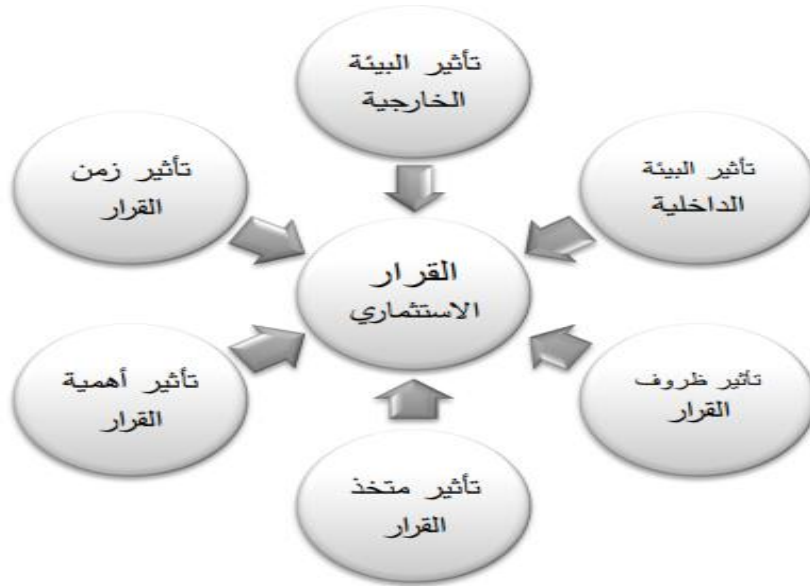 تأثير البيئة
الخارجية
تأثير البيئة
الداخلية
تأثير زمن
القرار
القرار
الاستثماري
تأثير ظروف
القرار
تأثير أهمية
القرار
تأثير متخذ
القرار